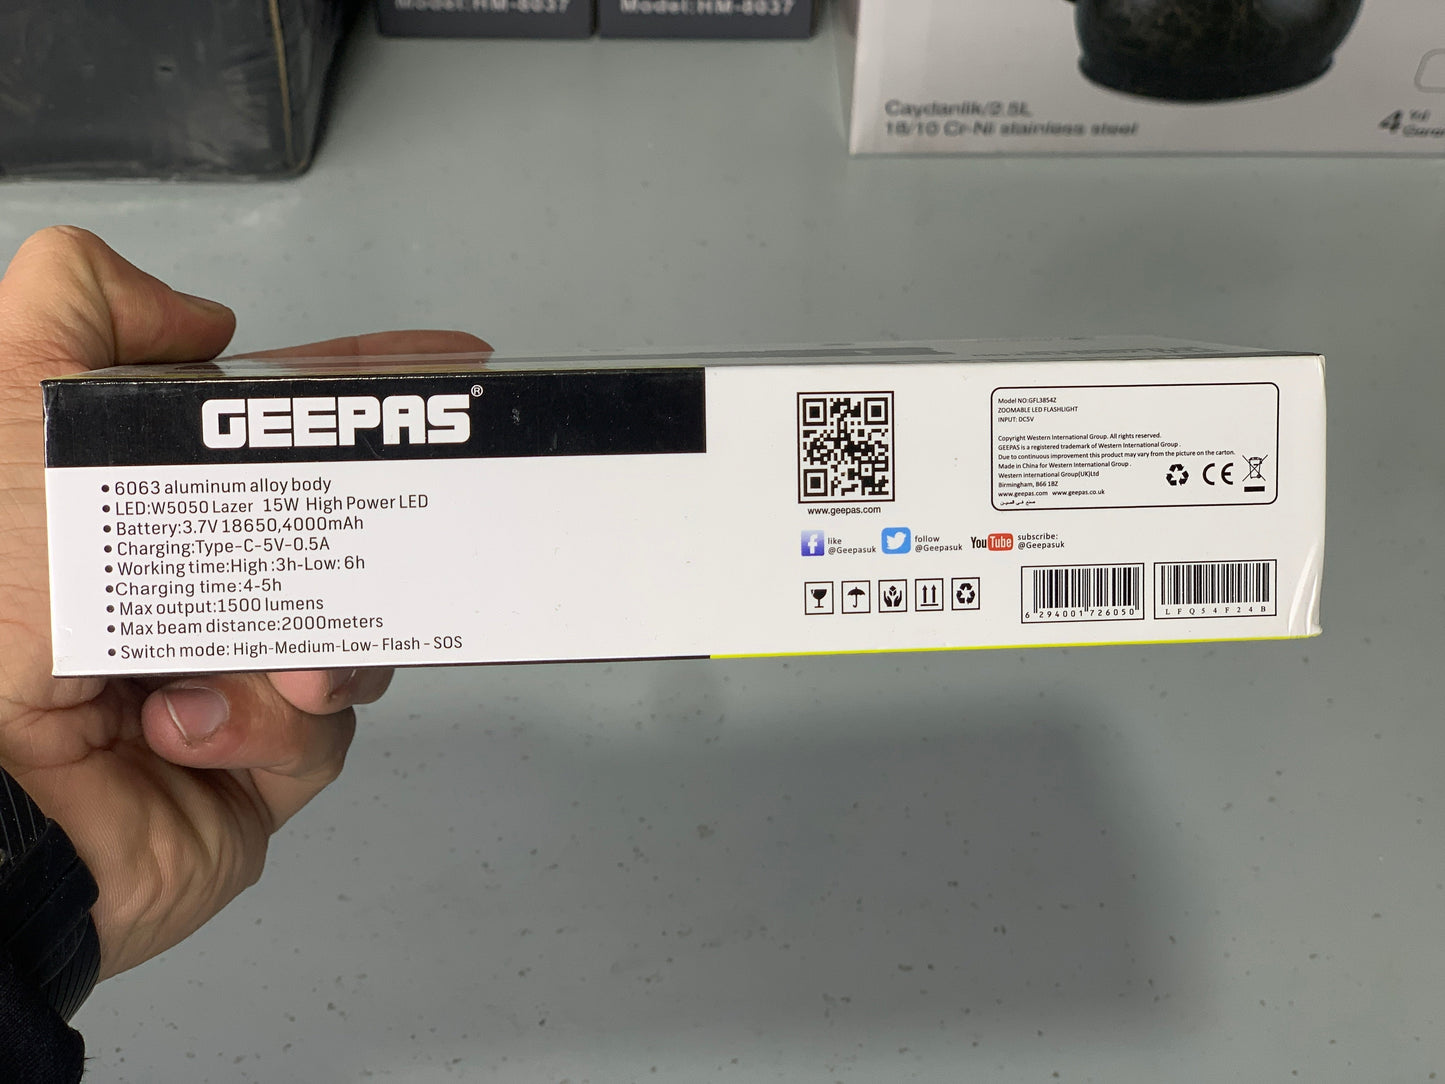 Model:HM-8037
Model:HM-8037
Caydanlik/2.5L
18/10 Cr-Ni stainless steel
4 Yıl
GEEPAS®
• 6063 aluminum alloy body
• LED:W5050 Lazer 15W High Power LED
• Battery:3.7V 18650,4000mAh
• Charging:Type-C-5V-0.5A
• Working time:High :3h-Low: 6h
•Charging time:4-5h
• Max output:1500 lumens
• Max beam distance:2000meters
• Switch mode: High-Medium-Low- Flash - SOS
www.geepas.com
like
@Geepasuk
follow
@Geepasuk
YouTube
subscribe:
@Geepasuk
Model NO:GFL3854Z
ZOOMABLE LED FLASHLIGHT
INPUT: DC5V
Copyright Western International Group. All rights reserved.
GEEPAS is a registered trademark of Western International Group .
Due to continuous improvement this product may vary from the picture on the carton.
Made in China for Western International Group .
Western International Group(UK)Ltd
Birmingham, B66 1BZ
www.geepas.com www.geepas.co.uk
صنع في الصين
CE
6 294001 726050
LFQ54F24B